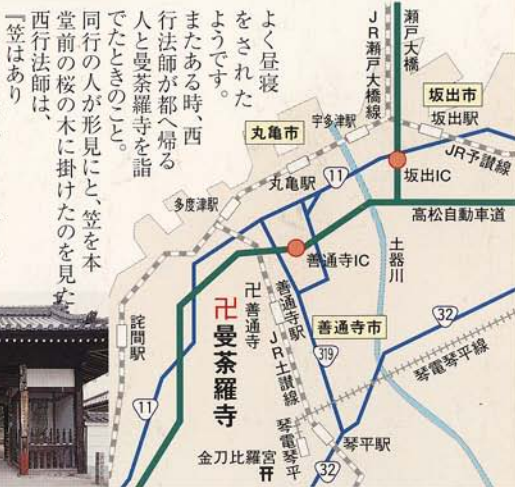 よく昼寝
をされた
ようです。
またある時、西
行法師が都へ帰る
人と曼荼羅寺を詣
でたときのこと。
同行の人が形見にと、笠を本
堂前の桜の木に掛けたのを見た
西行法師は、
『笠はあり
瀬戸大橋
JR瀬戸大橋線
坂出市
坂出駅
宇多津駅
丸亀市
JR予讃線
丸亀駅
11
坂出IC
多度津駅
高松自動車道
土器川
善通寺IC
卍善通寺
善通寺駅
善通寺市
32
詫間駅
卍曼荼羅寺
JR土讃線
319
琴電琴平線
11
琴電琴平
琴平駅
金刀比羅宮
32